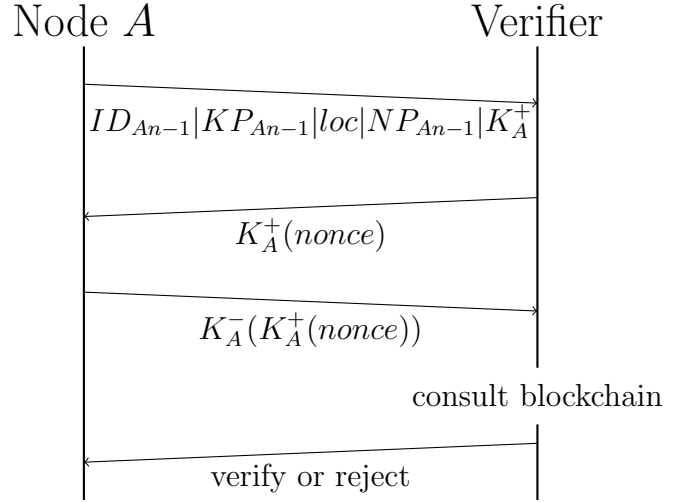 Node A
Verifier
ID_{An−1}|KP_{An−1}|loc|NP_{An−1}|K_A^+
K_A^+(nonce)
K_A^−(K_A^+(nonce))
consult blockchain
verify or reject